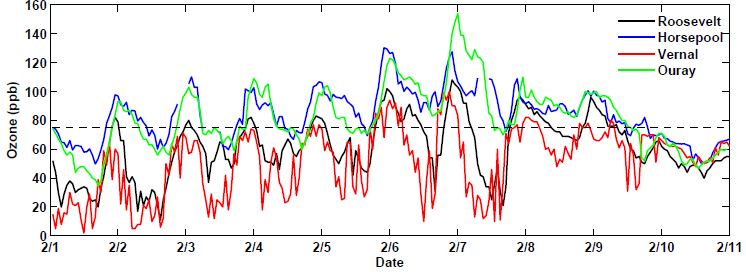 160
140
120
100
80
60
40
20
0
Ozone (ppb)
Roosevelt
Horsepool
Vernal
Ouray
2/1 2/2 2/3 2/4 2/5 2/6 2/7 2/8 2/9 2/10 2/11
Date